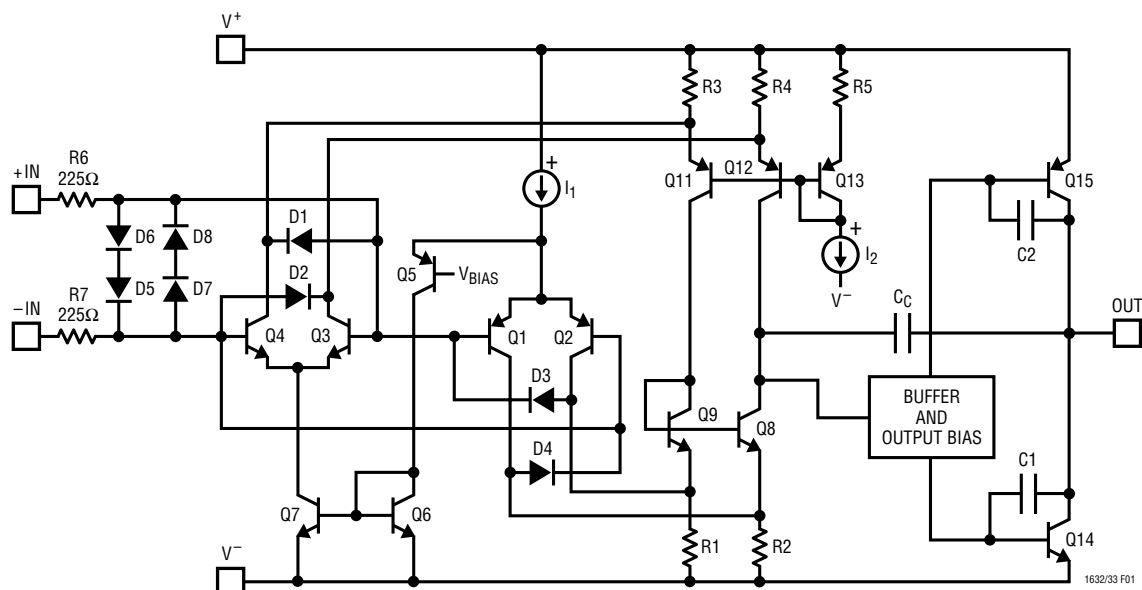 V+
R3
R4
R5
+IN
R6
225Ω
+
I1
Q11
Q12
Q13
Q15
D1
D6
D8
+
I2
C2
D2
Q5
VBIAS
V−
D5
D7
−IN
R7
225Ω
CC
OUT
Q4
Q3
Q1
Q2
D3
BUFFER
AND
OUTPUT BIAS
Q9
Q8
D4
C1
Q7
Q6
Q14
R1
R2
V−
1632/33 F01